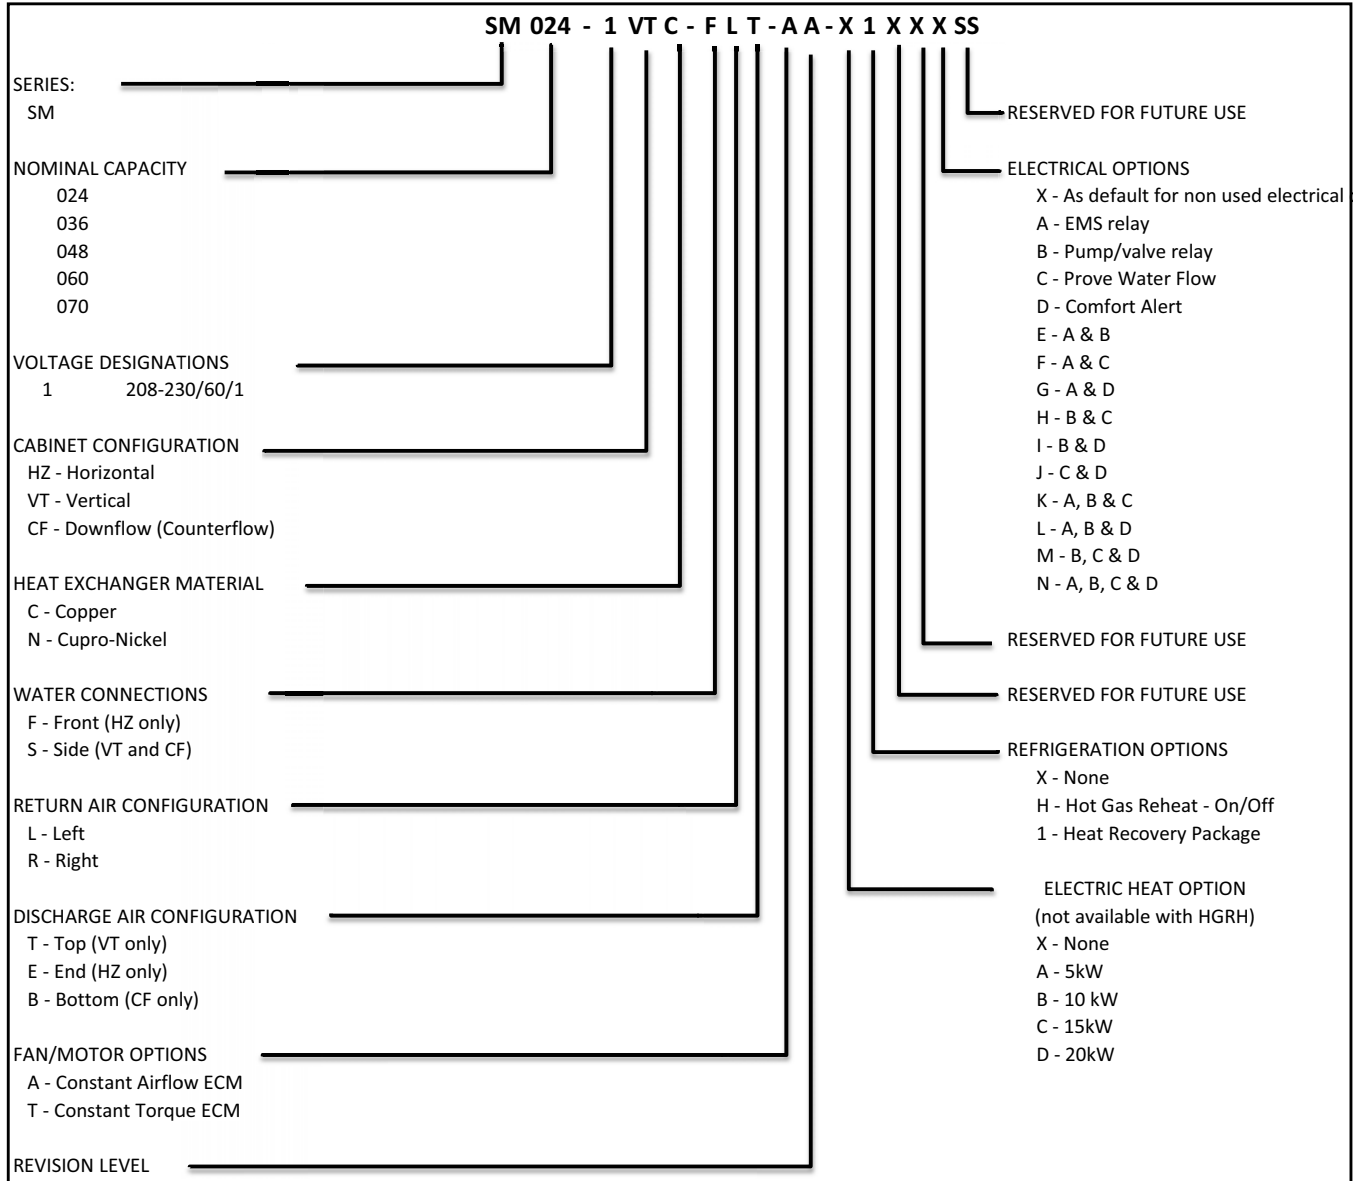 SM 024 - 1 VT C - F L T - A A - X 1 X X X SS
SERIES:
SM
NOMINAL CAPACITY
024
036
048
060
070
VOLTAGE DESIGNATIONS
1 208-230/60/1
CABINET CONFIGURATION
HZ - Horizontal
VT - Vertical
CF - Downflow (Counterflow)
HEAT EXCHANGER MATERIAL
C - Copper
N - Cupro-Nickel
WATER CONNECTIONS
F - Front (HZ only)
S - Side (VT and CF)
RETURN AIR CONFIGURATION
L - Left
R - Right
DISCHARGE AIR CONFIGURATION
T - Top (VT only)
E - End (HZ only)
B - Bottom (CF only)
FAN/MOTOR OPTIONS
A - Constant Airflow ECM
T - Constant Torque ECM
REVISION LEVEL
RESERVED FOR FUTURE USE
ELECTRICAL OPTIONS
X - As default for non used electrical
A - EMS relay
B - Pump/valve relay
C - Prove Water Flow
D - Comfort Alert
E - A & B
F - A & C
G - A & D
H - B & C
I - B & D
J - C & D
K - A, B & C
L - A, B & D
M - B, C & D
N - A, B, C & D
RESERVED FOR FUTURE USE
RESERVED FOR FUTURE USE
REFRIGERATION OPTIONS
X - None
H - Hot Gas Reheat - On/Off
1 - Heat Recovery Package
ELECTRIC HEAT OPTION
(not available with HGRH)
X - None
A - 5kW
B - 10 kW
C - 15kW
D - 20kW